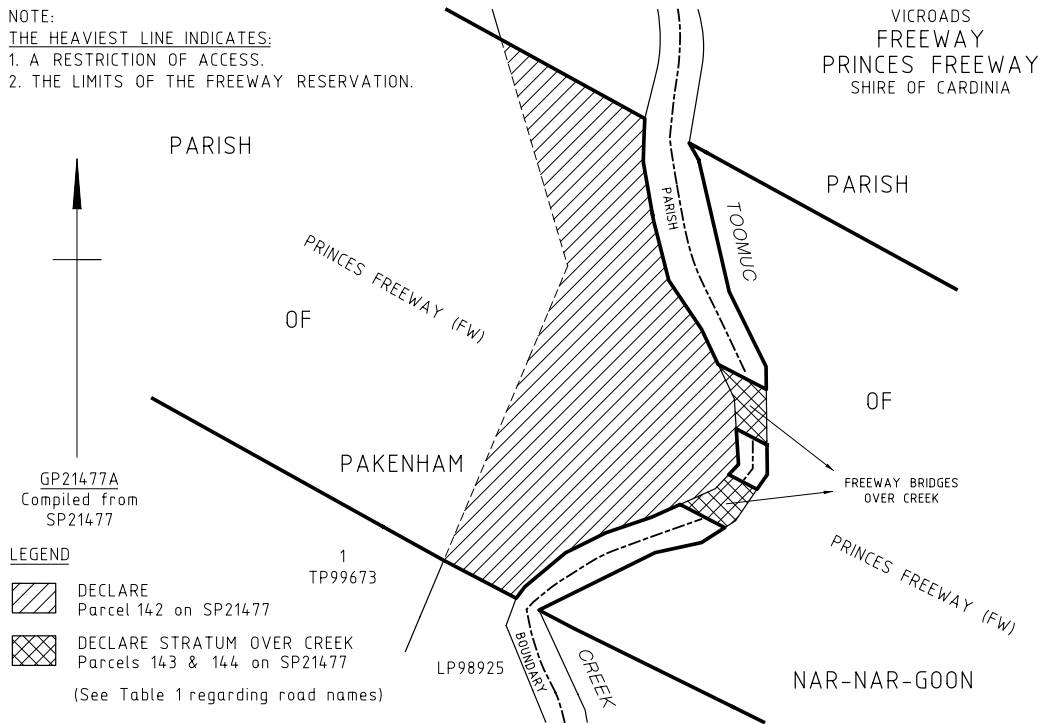 NOTE:
THE HEAVIEST LINE INDICATES:
1. A RESTRICTION OF ACCESS.
2. THE LIMITS OF THE FREEWAY RESERVATION.
VICROADS
FREEWAY
PRINCES FREEWAY
SHIRE OF CARDINIA
PARISH
PARISH
PARISH
TOOMUC
PRINCES FREEWAY (FW)
OF
OF
PAKENHAM
FREEWAY BRIDGES
OVER CREEK
GP21477A
Compiled from
SP21477
PRINCES FREEWAY (FW)
LEGEND
DECLARE
Parcel 142 on SP21477
DECLARE STRATUM OVER CREEK
Parcels 143 & 144 on SP21477
(See Table 1 regarding road names)
1
TP99673
LP98925
BOUNDARY
CREEK
NAR-NAR-GOON